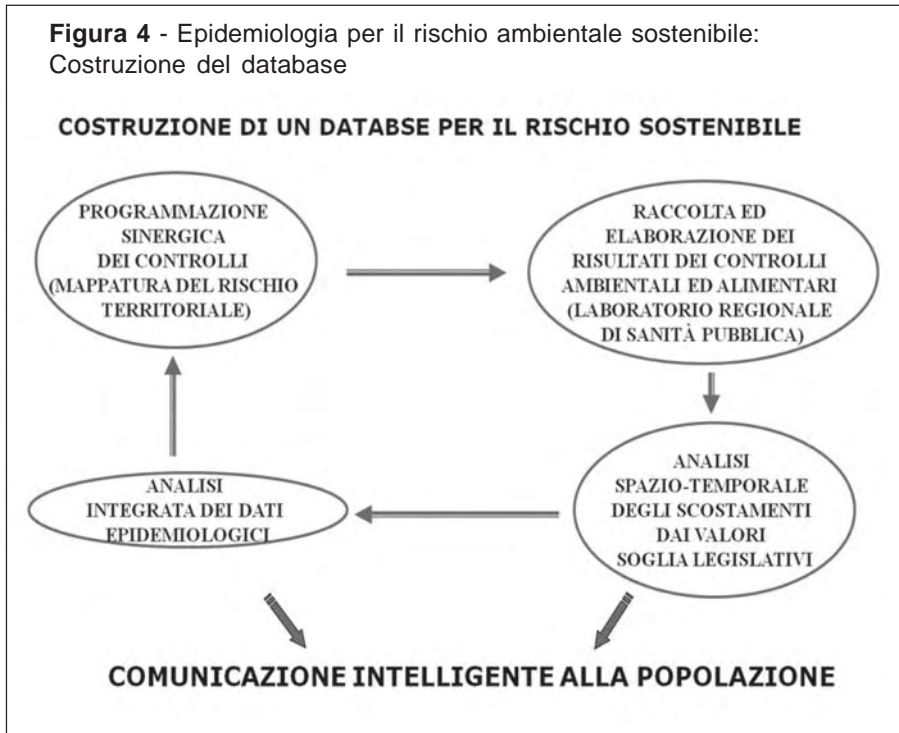 Figura 4 - Epidemiologia per il rischio ambientale sostenibile:
Costruzione del database
COSTRUZIONE DI UN DATABSE PER IL RISCHIO SOSTENIBILE
PROGRAMMAZIONE
SINERGICA
DEI CONTROLLI
(MAPPATURA DEL RISCHIO
TERRITORIALE)
RACCOLTA ED
ELABORAZIONE DEI
RISULTATI DEI CONTROLLI
AMBIENTALI ED ALIMENTARI
(LABORATORIO REGIONALE
DI SANITÀ PUBBLICA)
ANALISI
SPAZIO-TEMPORALE
DEGLI SCOSTAMENTI
DAI VALORI
SOGLIA LEGISLATIVI
ANALISI
INTEGRATA DEI DATI
EPIDEMIOLOGICI
COMUNICAZIONE INTELLIGENTE ALLA POPOLAZIONE